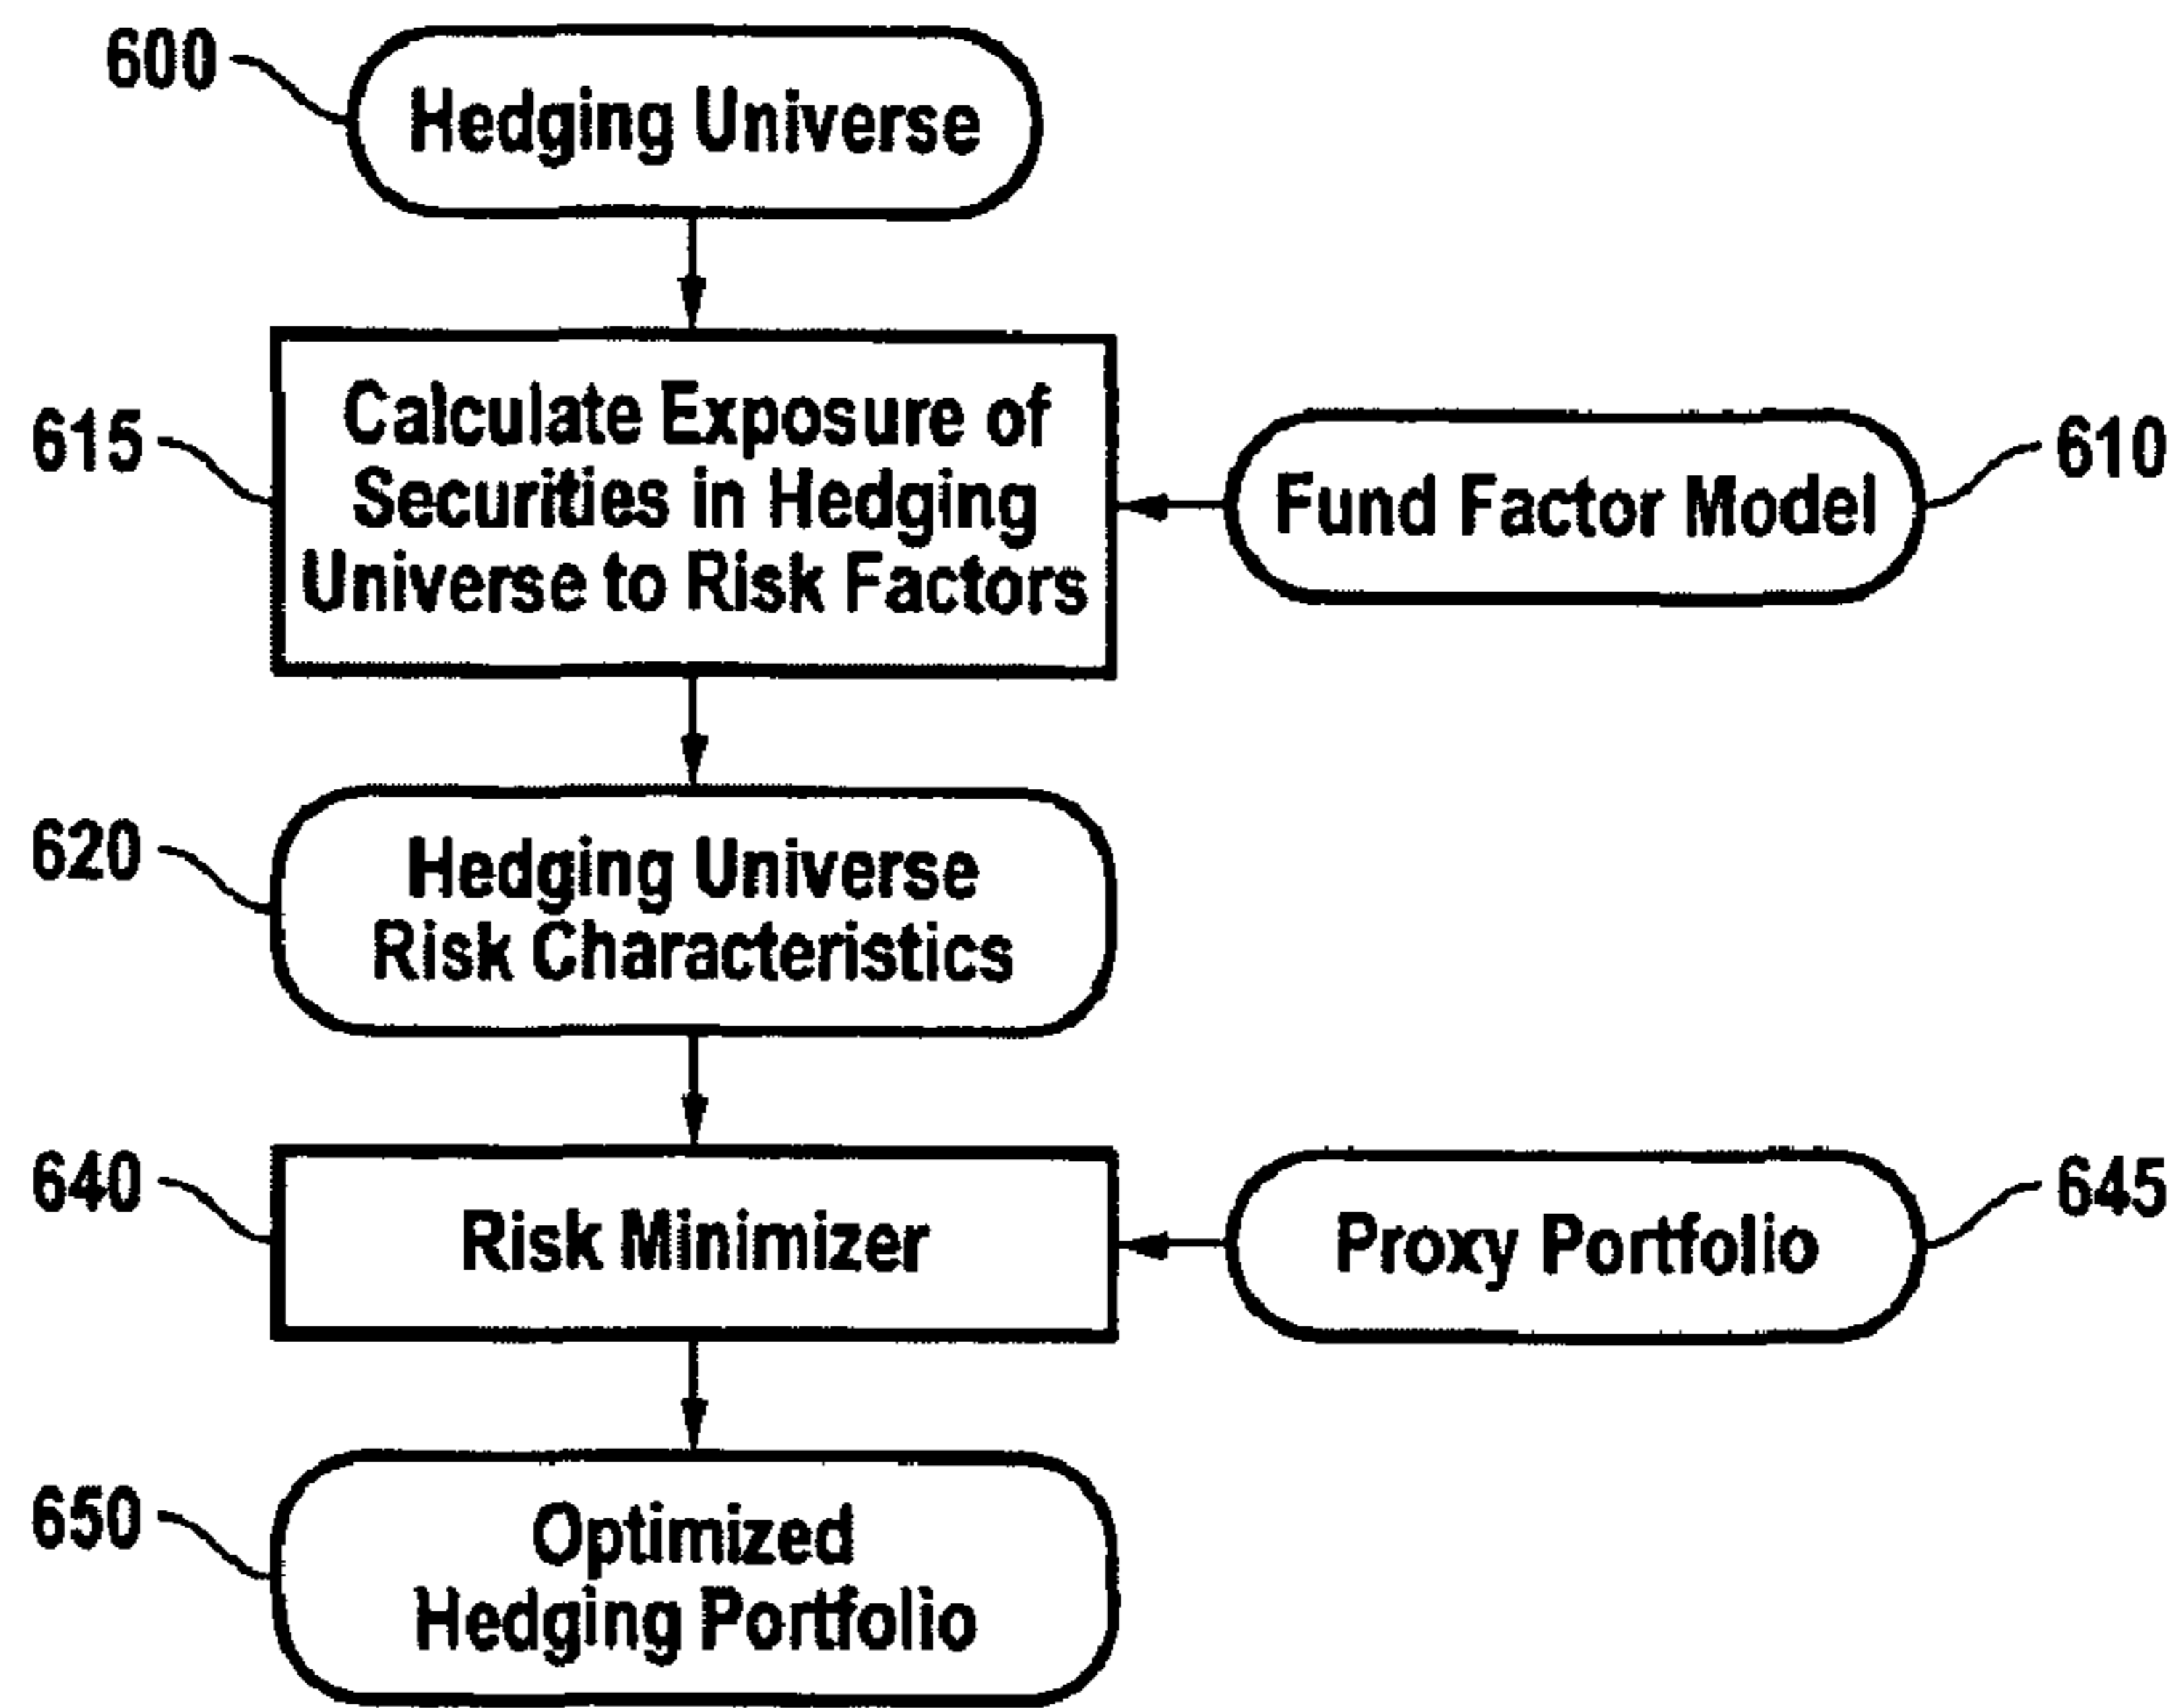 600
Hedging Universe
615
Calculate Exposure of
Securities in Hedging
Universe to Risk Factors
Fund Factor Model
610
620
Hedging Universe
Risk Characteristics
640
Risk Minimizer
Proxy Portfolio
645
650
Optimized
Hedging Portfolio